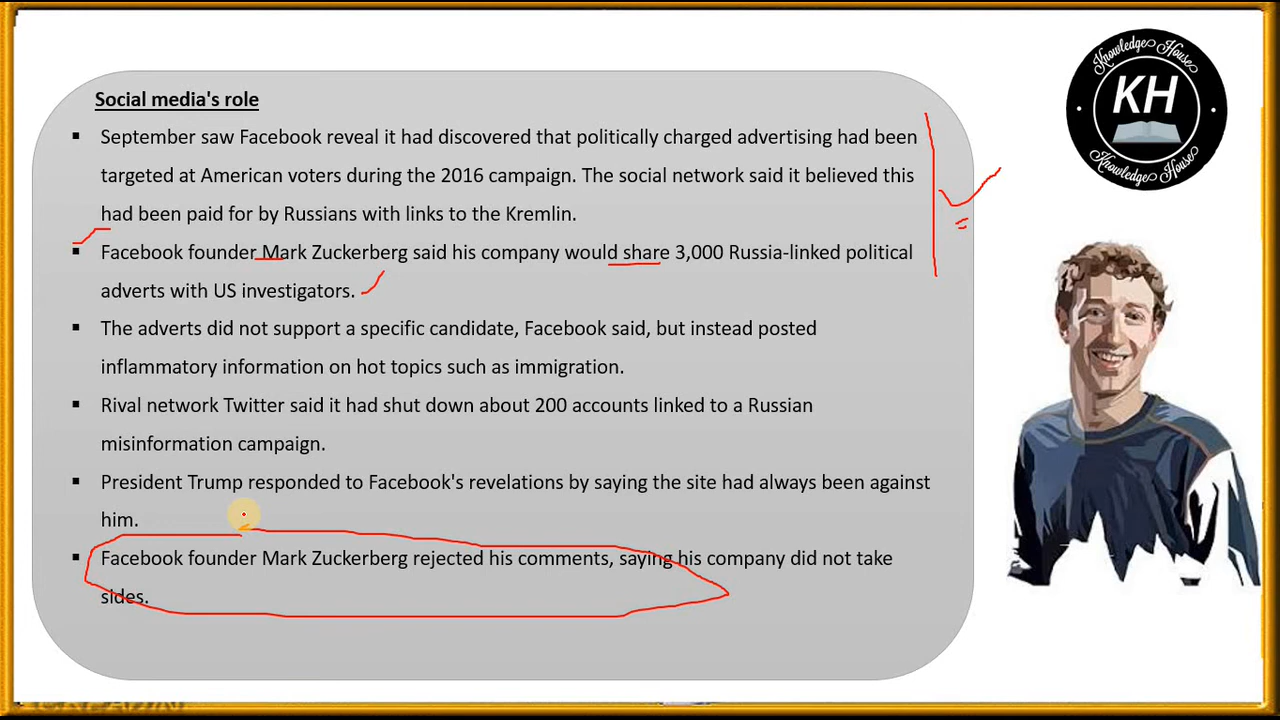 Social media's role
▪ September saw Facebook reveal it had discovered that politically charged advertising had been
targeted at American voters during the 2016 campaign. The social network said it believed this
had been paid for by Russians with links to the Kremlin.
▪ Facebook founder Mark Zuckerberg said his company would share 3,000 Russia-linked political
adverts with US investigators.
▪ The adverts did not support a specific candidate, Facebook said, but instead posted
inflammatory information on hot topics such as immigration.
▪ Rival network Twitter said it had shut down about 200 accounts linked to a Russian
misinformation campaign.
▪ President Trump responded to Facebook's revelations by saying the site had always been against
him.
▪ Facebook founder Mark Zuckerberg rejected his comments, saying his company did not take
sides.
Knowledge House
KH
Knowledge House